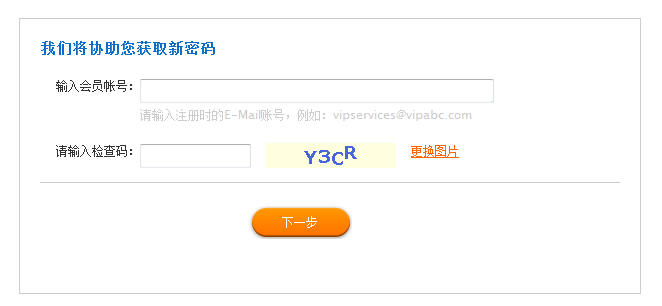 我们将协助您获取新密码
输入会员帐号：
请输入注册时的E-Mail账号，例如：vipservices@vipabc.com
请输入检查码： Y3CR 更换图片
下一步